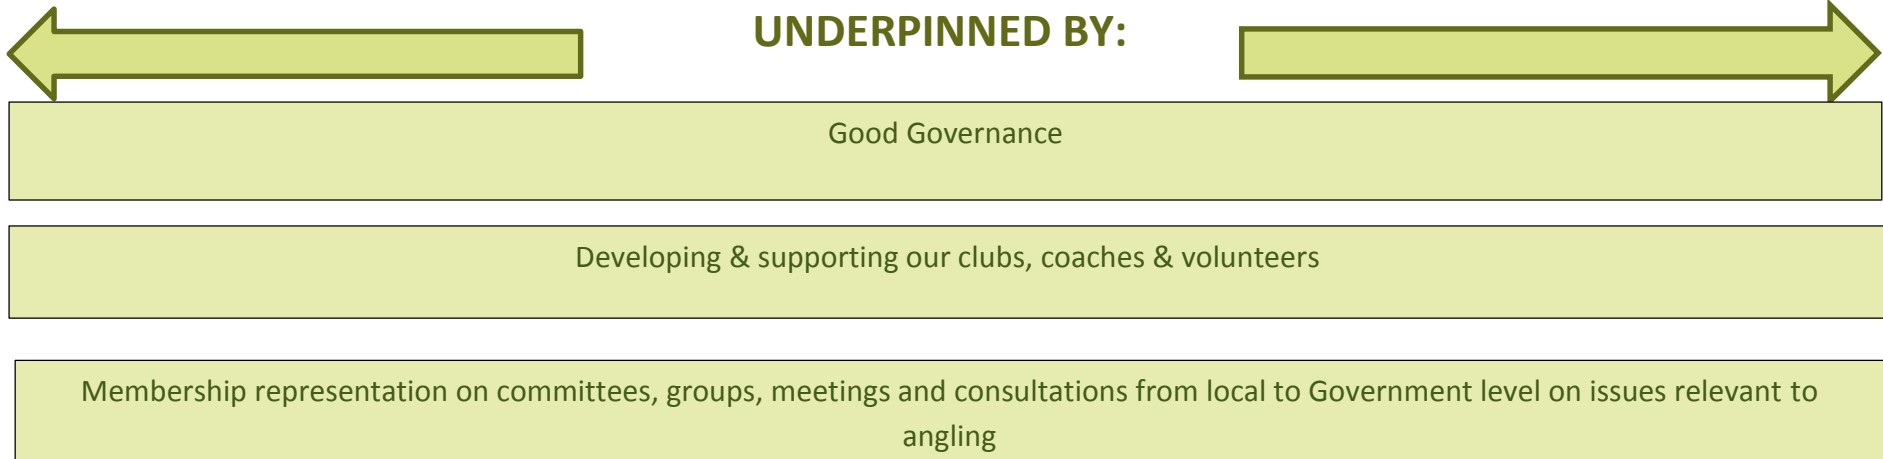 UNDERPINNED BY:
Good Governance
Developing & supporting our clubs, coaches & volunteers
Membership representation on committees, groups, meetings and consultations from local to Government level on issues relevant to
angling